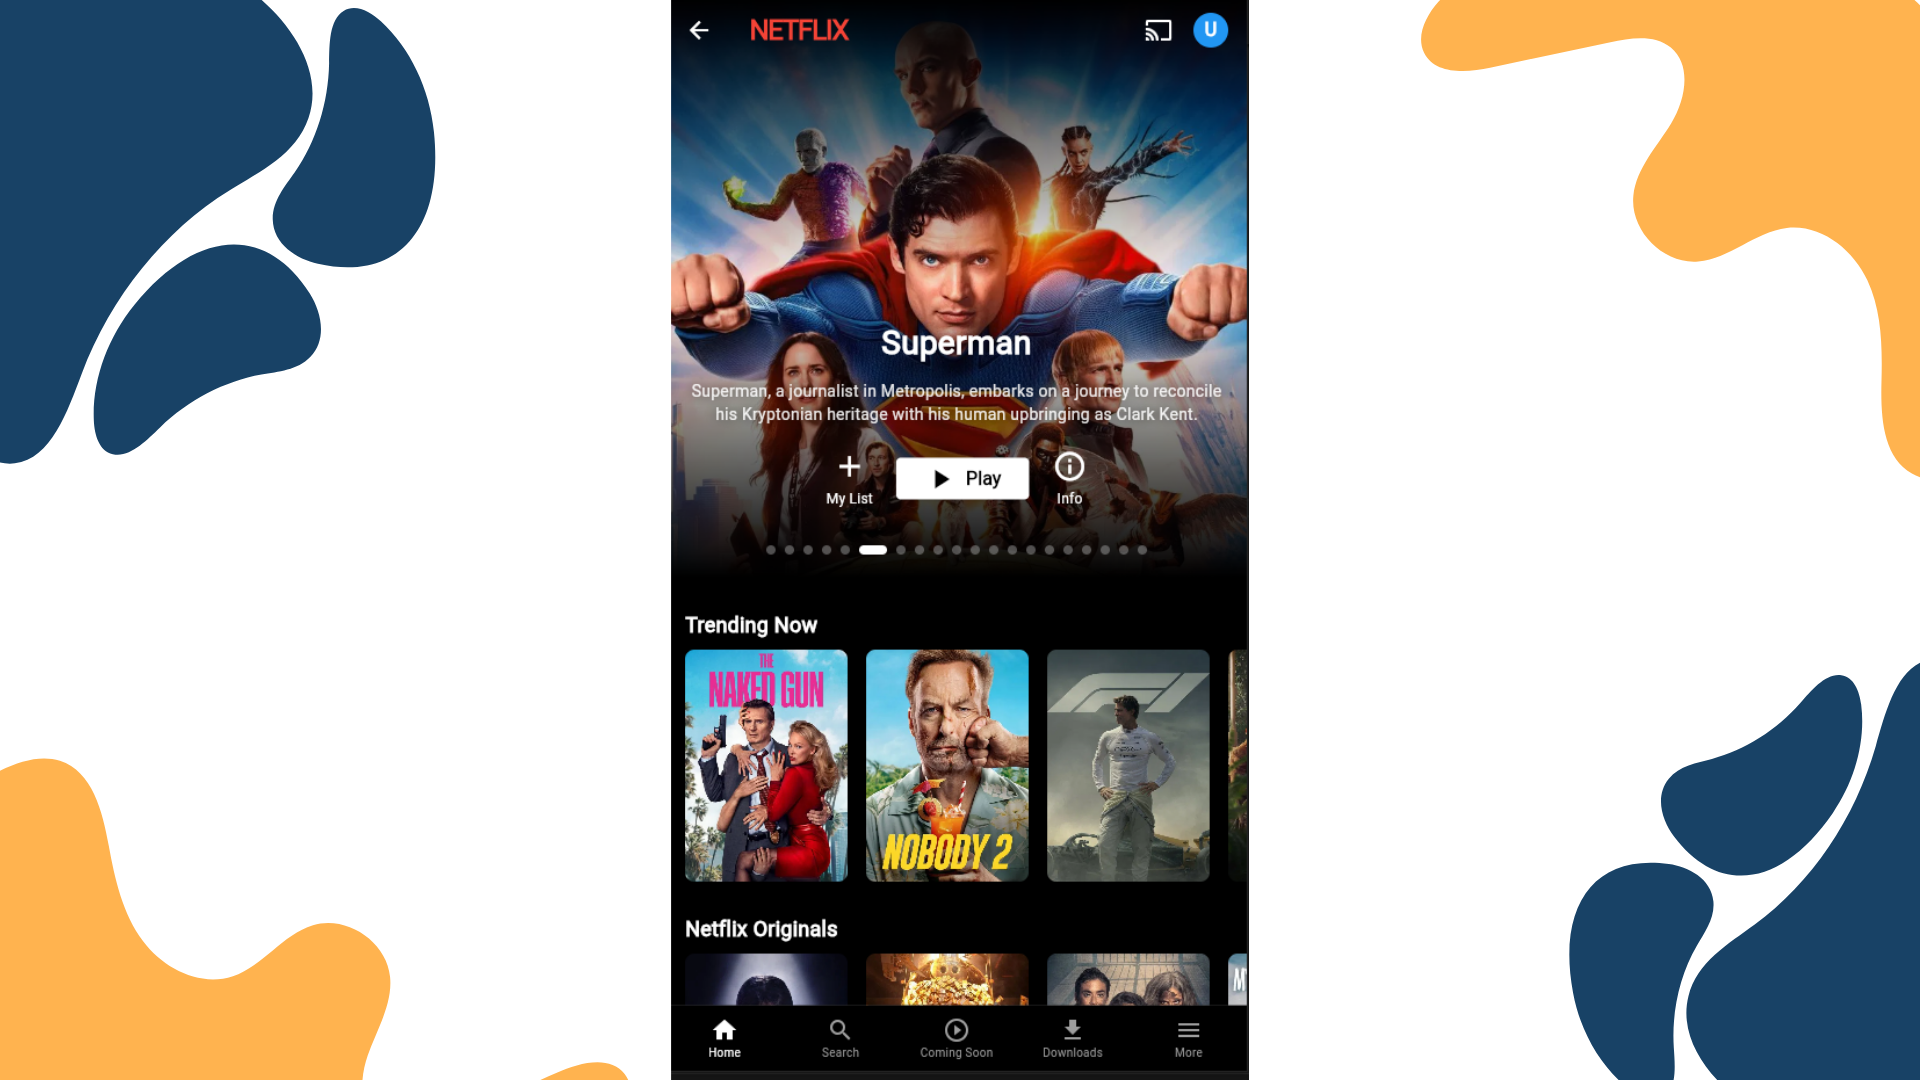 NETFLIX
U
Superman
Superman, a journalist in Metropolis, embarks on a journey to reconcile
his Kryptonian heritage with his human upbringing as Clark Kent.
My List
Play
Info
Trending Now
THE
NAKED GUN
NOBODY 2
F1
Netflix Originals
M
Home
Search
Coming Soon
Downloads
More